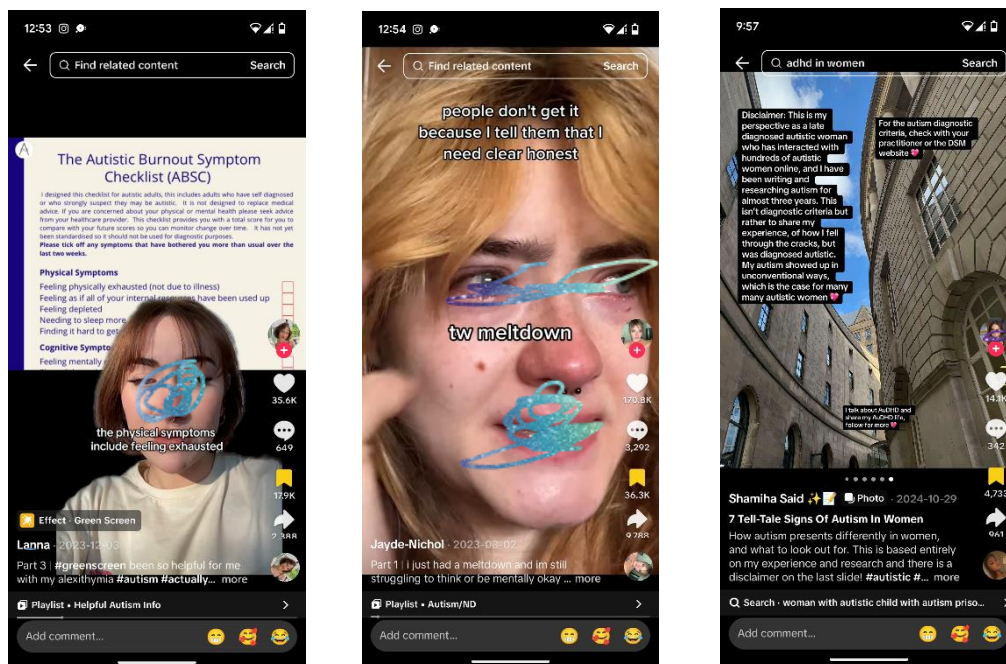 12:53
Find related content
Search
The Autistic Burnout Symptom
Checklist (ABSC)
I designed this checklist for autistic adults, this includes adults who have self diagnosed
or who strongly suspect they may be autistic. It is not designed to replace medical
advice. If you are concerned about your physical or mental health please seek advice
from your healthcare provider. This checklist provides you with a total score for you to
compare with your future scores so you can monitor change over time. It has not yet
been standardised so it should not be used for diagnostic purposes.
Please tick off any symptoms that have bothered you more than usual over the
last two weeks.
Physical Symptoms
Feeling physically exhausted (not due to illness)
Feeling as if all of your internal resources have been used up
Feeling depleted
Needing to sleep more
Finding it hard to get
Cognitive Sympto
Feeling mentally
the physical symptoms
include feeling exhausted
35.6K
649
17.9K
2,388
Effect · Green Screen
Lanna · 2023-12-03
Part 3 | #greenscreen been so helpful for me
with my alexithymia #autism #actually... more
Playlist • Helpful Autism Info
Add comment...
12:54
Find related content
Search
people don't get it
because I tell them that I
need clear honest
tw meltdown
170.8K
3,292
36.3K
9,788
Jayde-Nichol · 2023-03-02
Part 1 | i just had a meltdown and im still
struggling to think or be mentally okay ... more
Playlist • Autism/ND
Add comment...
9:57
adhd in women
Search
Disclaimer: This is my
perspective as a late
diagnosed autistic woman
who has interacted with
hundreds of autistic
women online, and I have
been writing and
researching autism for
almost three years. This
isn't diagnostic criteria but
rather to share my
experience, of how I fell
through the cracks, but
was diagnosed autistic.
My autism showed up in
unconventional ways,
which is the case for many
many autistic women
For the autism diagnostic
criteria, check with your
practitioner or the DSM
website
I talk about AuDHD and
share my AuDHD life,
follow for more
14.1K
342
4,733
961
Shamiha Said Photo · 2024-10-29
7 Tell-Tale Signs Of Autism In Women
How autism presents differently in women,
and what to look out for. This is based entirely
on my experience and research and there is a
disclaimer on the last slide! #autistic #... more
Search · woman with autistic child with autism priso...
Add comment...